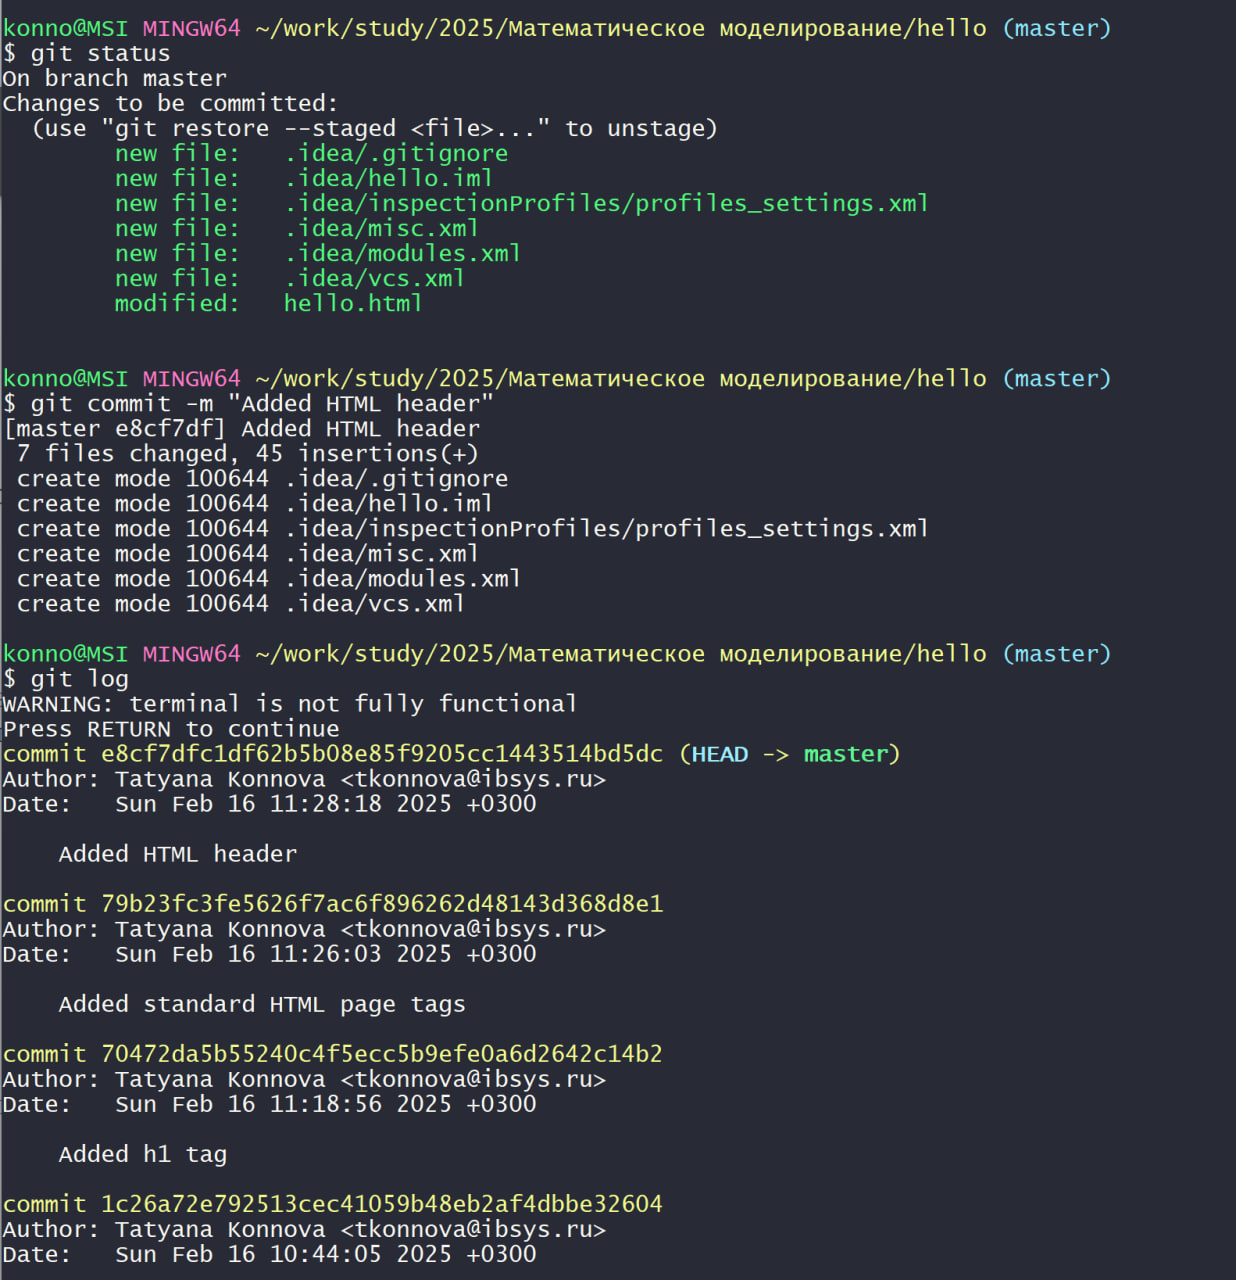 konno@MSI MINGW64 ~/work/study/2025/Математическое моделирование/hello (master)
$ git status
On branch master
Changes to be committed:
  (use "git restore --staged <file>..." to unstage)
        new file:   .idea/.gitignore
        new file:   .idea/hello.iml
        new file:   .idea/inspectionProfiles/profiles_settings.xml
        new file:   .idea/misc.xml
        new file:   .idea/modules.xml
        new file:   .idea/vcs.xml
        modified:   hello.html
konno@MSI MINGW64 ~/work/study/2025/Математическое моделирование/hello (master)
$ git commit -m "Added HTML header"
[master e8cf7df] Added HTML header
 7 files changed, 45 insertions(+)
 create mode 100644 .idea/.gitignore
 create mode 100644 .idea/hello.iml
 create mode 100644 .idea/inspectionProfiles/profiles_settings.xml
 create mode 100644 .idea/misc.xml
 create mode 100644 .idea/modules.xml
 create mode 100644 .idea/vcs.xml
konno@MSI MINGW64 ~/work/study/2025/Математическое моделирование/hello (master)
$ git log
WARNING: terminal is not fully functional
Press RETURN to continue
commit e8cf7dfc1df62b5b08e85f9205cc1443514bd5dc (HEAD -> master)
Author: Tatyana Konnova <tkonnova@ibsys.ru>
Date:   Sun Feb 16 11:28:18 2025 +0300
    Added HTML header
commit 79b23fc3fe5626f7ac6f896262d48143d368d8e1
Author: Tatyana Konnova <tkonnova@ibsys.ru>
Date:   Sun Feb 16 11:26:03 2025 +0300
    Added standard HTML page tags
commit 70472da5b55240c4f5ecc5b9efe0a6d2642c14b2
Author: Tatyana Konnova <tkonnova@ibsys.ru>
Date:   Sun Feb 16 11:18:56 2025 +0300
    Added h1 tag
commit 1c26a72e792513cec41059b48eb2af4dbbe32604
Author: Tatyana Konnova <tkonnova@ibsys.ru>
Date:   Sun Feb 16 10:44:05 2025 +0300